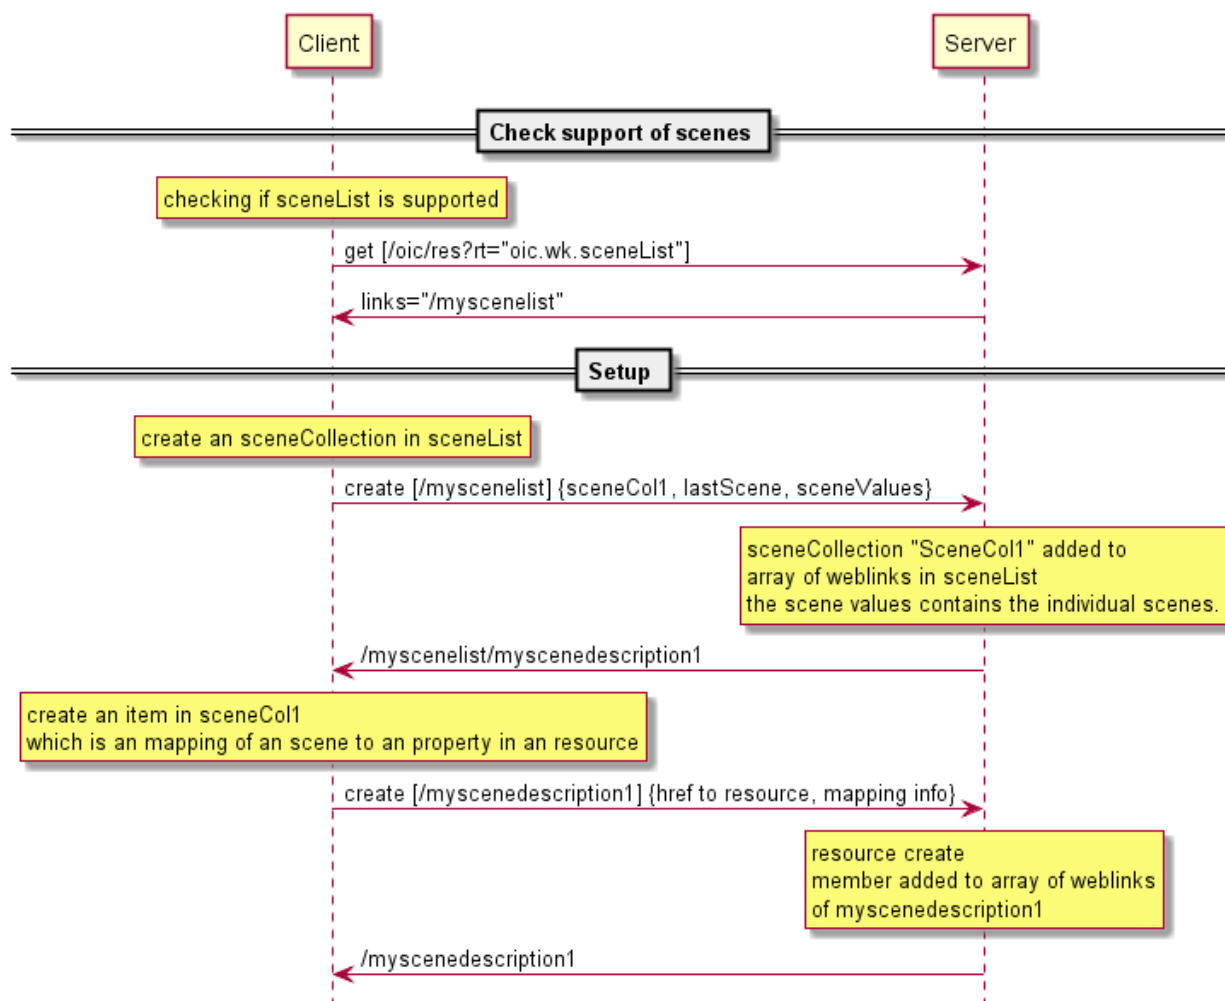 Client
Server
Check support of scenes
checking if sceneList is supported
get [/oic/res?rt="oic.wk.sceneList"]
links="/myscenelist"
Setup
create an sceneCollection in sceneList
create [/myscenelist] {sceneCol1, lastScene, sceneValues}
sceneCollection "SceneCol1" added to
array of weblinks in sceneList
the scene values contains the individual scenes.
/myscenelist/myscenedescription1
create an item in sceneCol1
which is an mapping of an scene to an property in an resource
create [/myscenedescription1] {href to resource, mapping info}
resource create
member added to array of weblinks
of myscenedescription1
/myscenedescription1